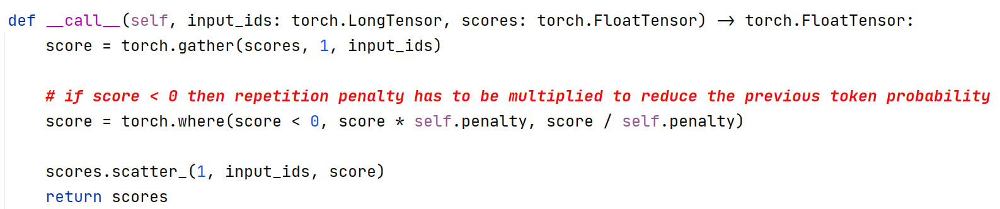 def __call__(self, input_ids: torch.LongTensor, scores: torch.FloatTensor) -> torch.FloatTensor:
score = torch.gather(scores, 1, input_ids)
# if score < 0 then repetition penalty has to be multiplied to reduce the previous token probability
score = torch.where(score < 0, score * self.penalty, score / self.penalty)
scores.scatter_(1, input_ids, score)
return scores